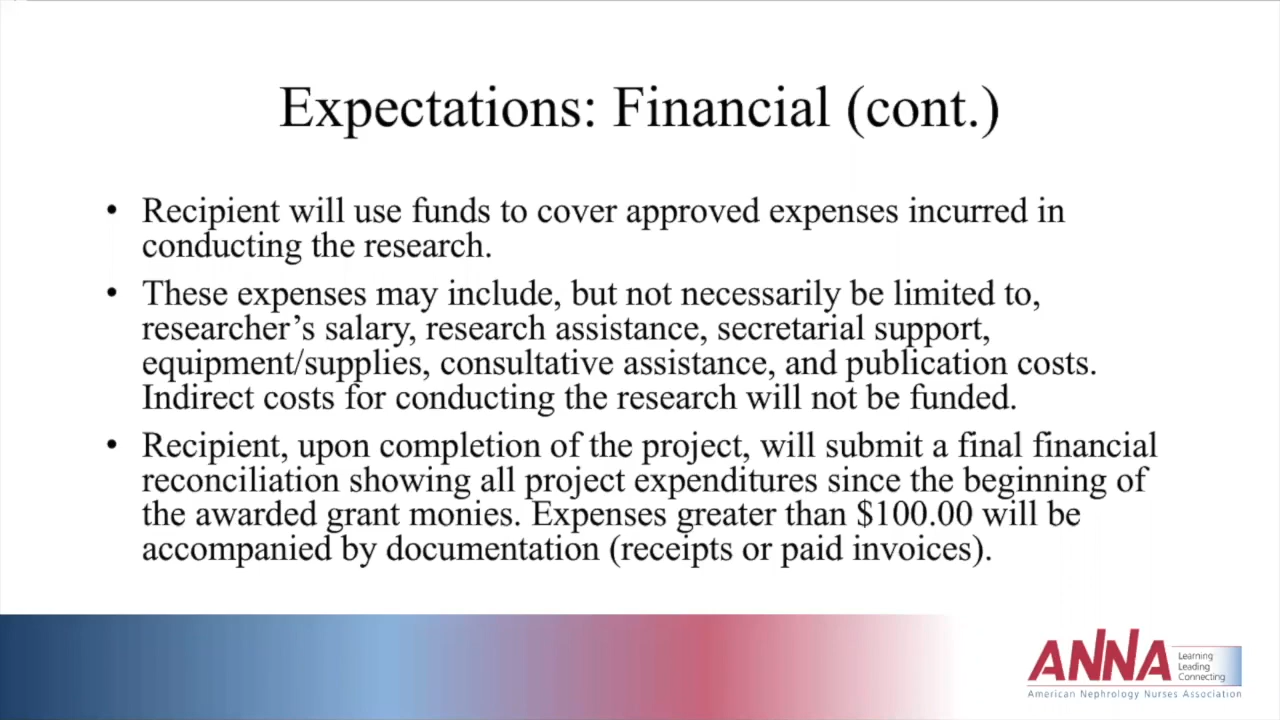 Expectations: Financial (cont.)
• Recipient will use funds to cover approved expenses incurred in
conducting the research.
• These expenses may include, but not necessarily be limited to,
researcher’s salary, research assistance, secretarial support,
equipment/supplies, consultative assistance, and publication costs.
Indirect costs for conducting the research will not be funded.
• Recipient, upon completion of the project, will submit a final financial
reconciliation showing all project expenditures since the beginning of
the awarded grant monies. Expenses greater than $100.00 will be
accompanied by documentation (receipts or paid invoices).
ANNA
Learning
Leading
Connecting
American Nephrology Nurses Association